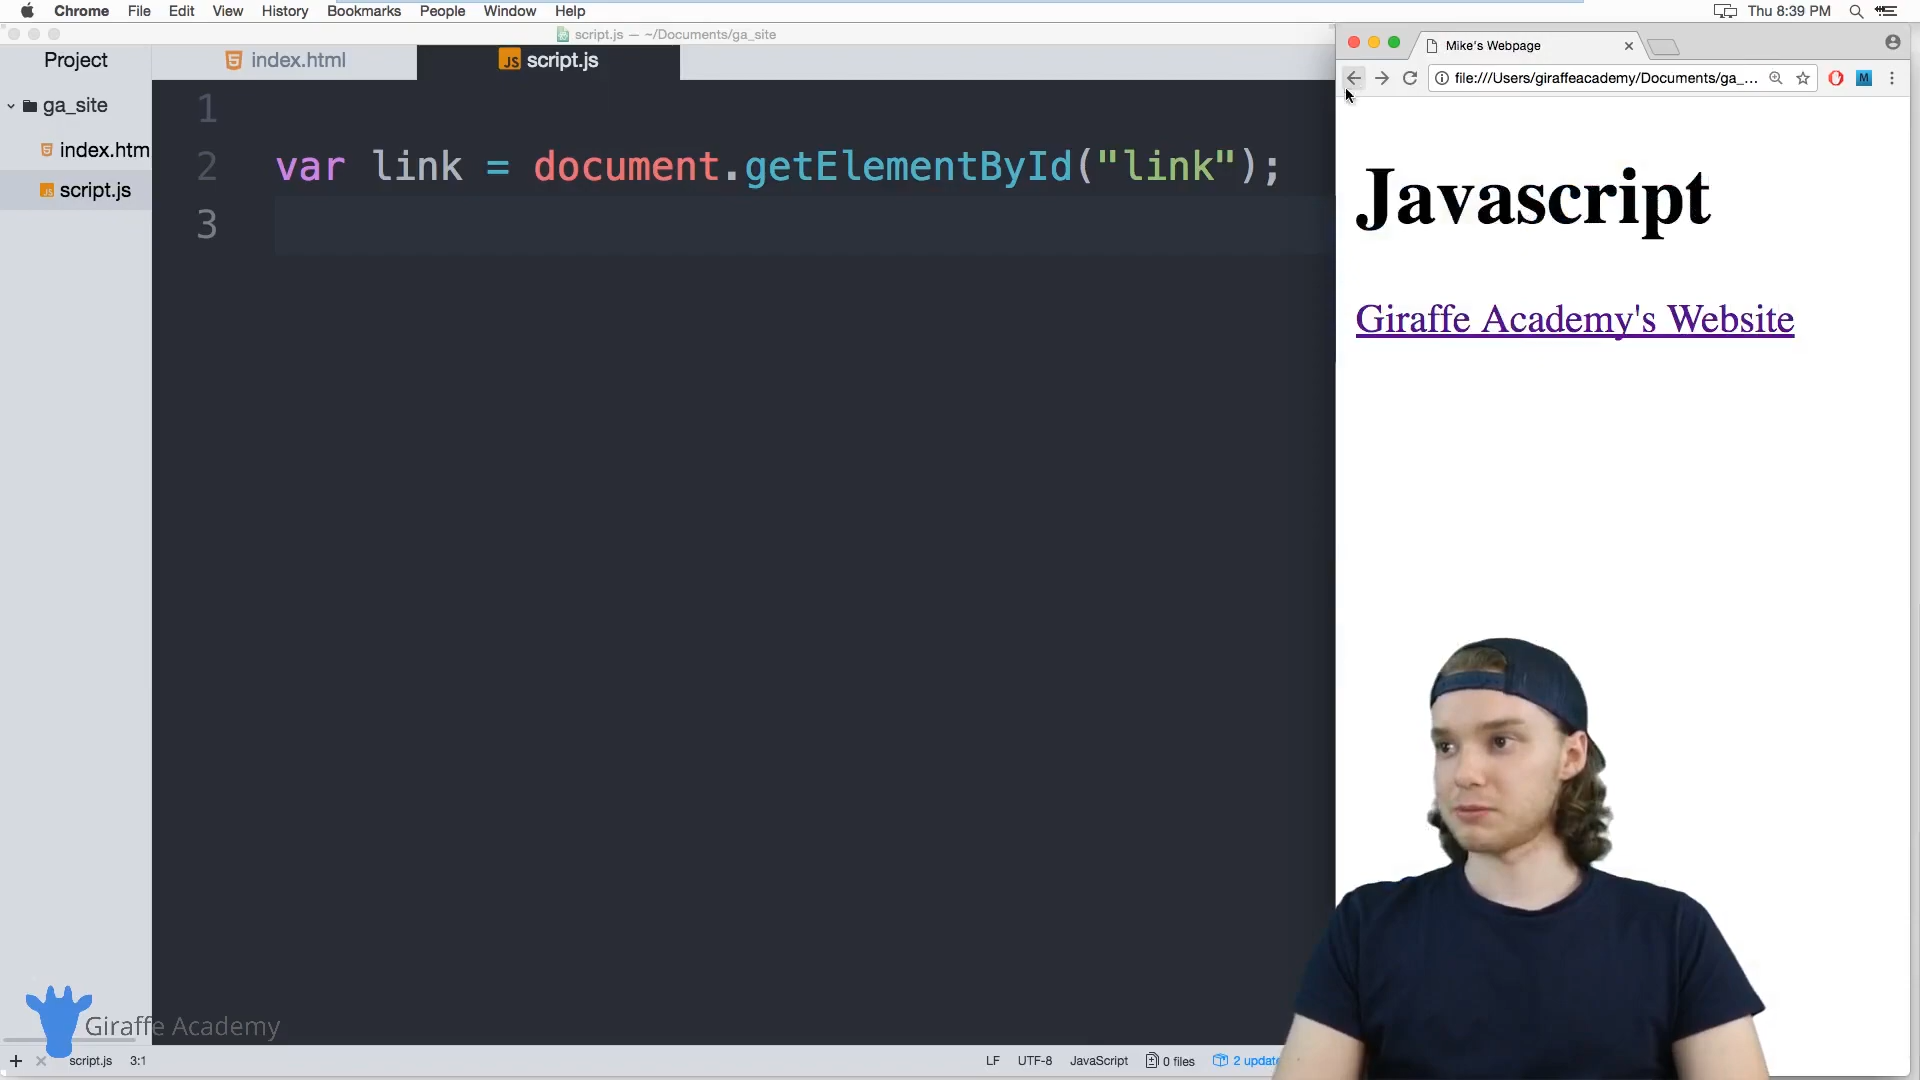 Chrome File Edit View History Bookmarks People Window Help Thu 8:39 PM
script.js — ~/Documents/ga_site
Mike's Webpage
Project
index.html
JS script.js
file:///Users/giraffeacademy/Documents/ga_... M
ga_site
index.htm
JS script.js
1
2 var link = document.getElementById("link");
3
Javascript
Giraffe Academy's Website
Giraffe Academy
script.js 3:1 LF UTF-8 JavaScript 0 files 2 update